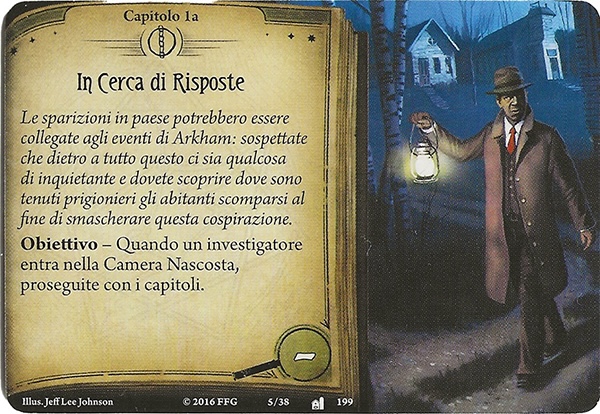 Capitolo 1a
In Cerca di Risposte
Le sparizioni in paese potrebbero essere
collegate agli eventi di Arkham: sospettate
che dietro a tutto questo ci sia qualcosa
di inquietante e dovete scoprire dove sono
tenuti prigionieri gli abitanti scomparsi al
fine di smascherare questa cospirazione.
Obiettivo – Quando un investigatore
entra nella Camera Nascosta,
proseguite con i capitoli.
–
Illus. Jeff Lee Johnson © 2016 FFG 5/38 199